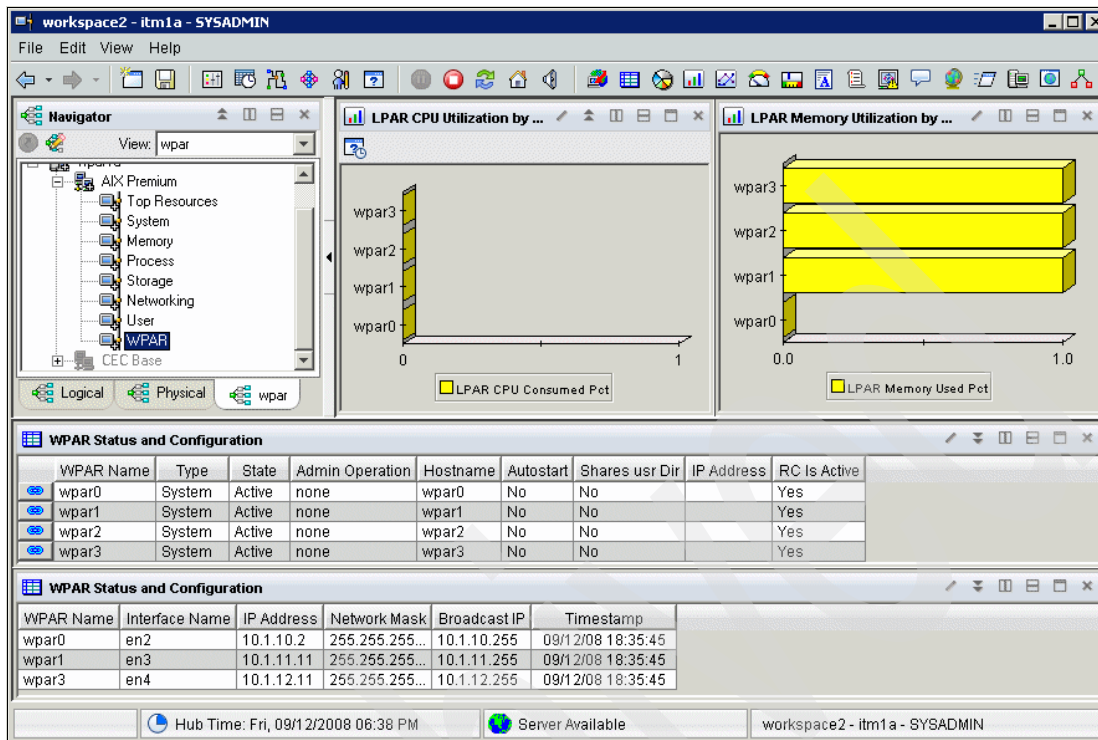 workspace2 - itm1a - SYSADMIN
File Edit View Help
Navigator
View: wpar
AIX Premium
Top Resources
System
Memory
Process
Storage
Networking
User
WPAR
CEC Base
Logical Physical wpar
LPAR CPU Utilization by ...
wpar3
wpar2
wpar1
wpar0
0 1
LPAR CPU Consumed Pct
LPAR Memory Utilization by ...
wpar3
wpar2
wpar1
wpar0
0.0 1.0
LPAR Memory Used Pct
WPAR Status and Configuration
WPAR Name Type State Admin Operation Hostname Autostart Shares usr Dir IP Address RC Is Active
wpar0 System Active none wpar0 No No Yes
wpar1 System Active none wpar1 No No Yes
wpar2 System Active none wpar2 No No Yes
wpar3 System Active none wpar3 No No Yes
WPAR Status and Configuration
WPAR Name Interface Name IP Address Network Mask Broadcast IP Timestamp
wpar0 en2 10.1.10.2 255.255.255... 10.1.10.255 09/12/08 18:35:45
wpar1 en3 10.1.11.11 255.255.255... 10.1.11.255 09/12/08 18:35:45
wpar3 en4 10.1.12.11 255.255.255... 10.1.12.255 09/12/08 18:35:45
Hub Time: Fri, 09/12/2008 06:38 PM Server Available workspace2 - itm1a - SYSADMIN